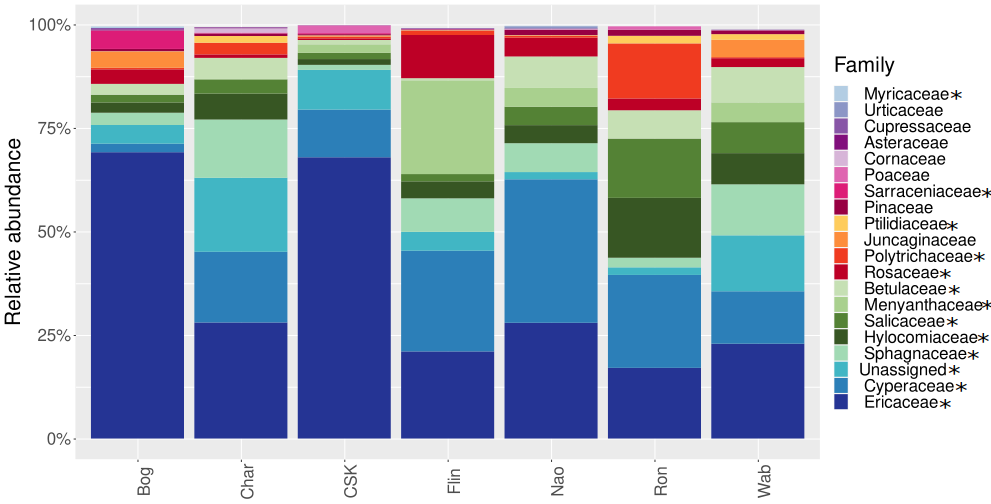 100%
75%
50%
25%
0%
Relative abundance
Bog
Char
CSK
Flin
Nao
Ron
Wab
Family
Myricaceae*
Urticaceae
Cupressaceae
Asteraceae
Cornaceae
Poaceae
Sarraceniaceae*
Pinaceae
Ptilidiaceae*
Juncaginaceae
Polytrichaceae*
Rosaceae*
Betulaceae*
Menyanthaceae*
Salicaceae*
Hylocomiaceae*
Sphagnaceae*
Unassigned*
Cyperaceae*
Ericaceae*